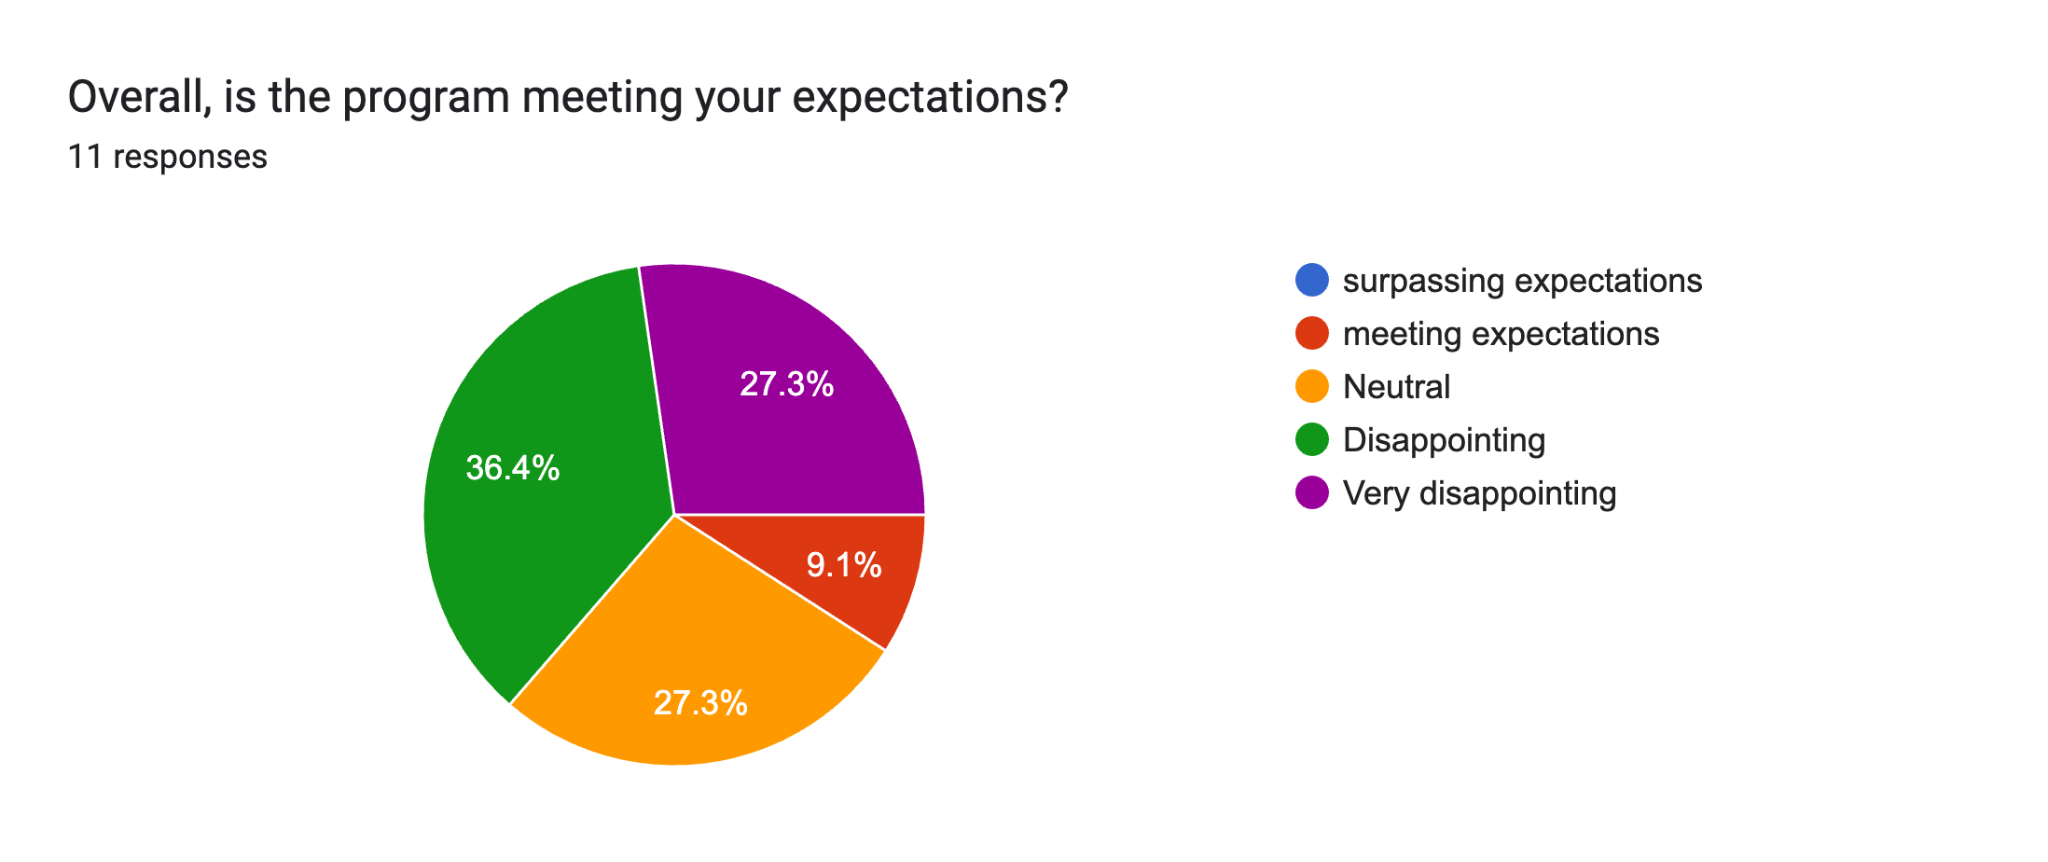 Overall, is the program meeting your expectations?
11 responses
27.3%
36.4%
9.1%
27.3%
surpassing expectations
meeting expectations
Neutral
Disappointing
Very disappointing